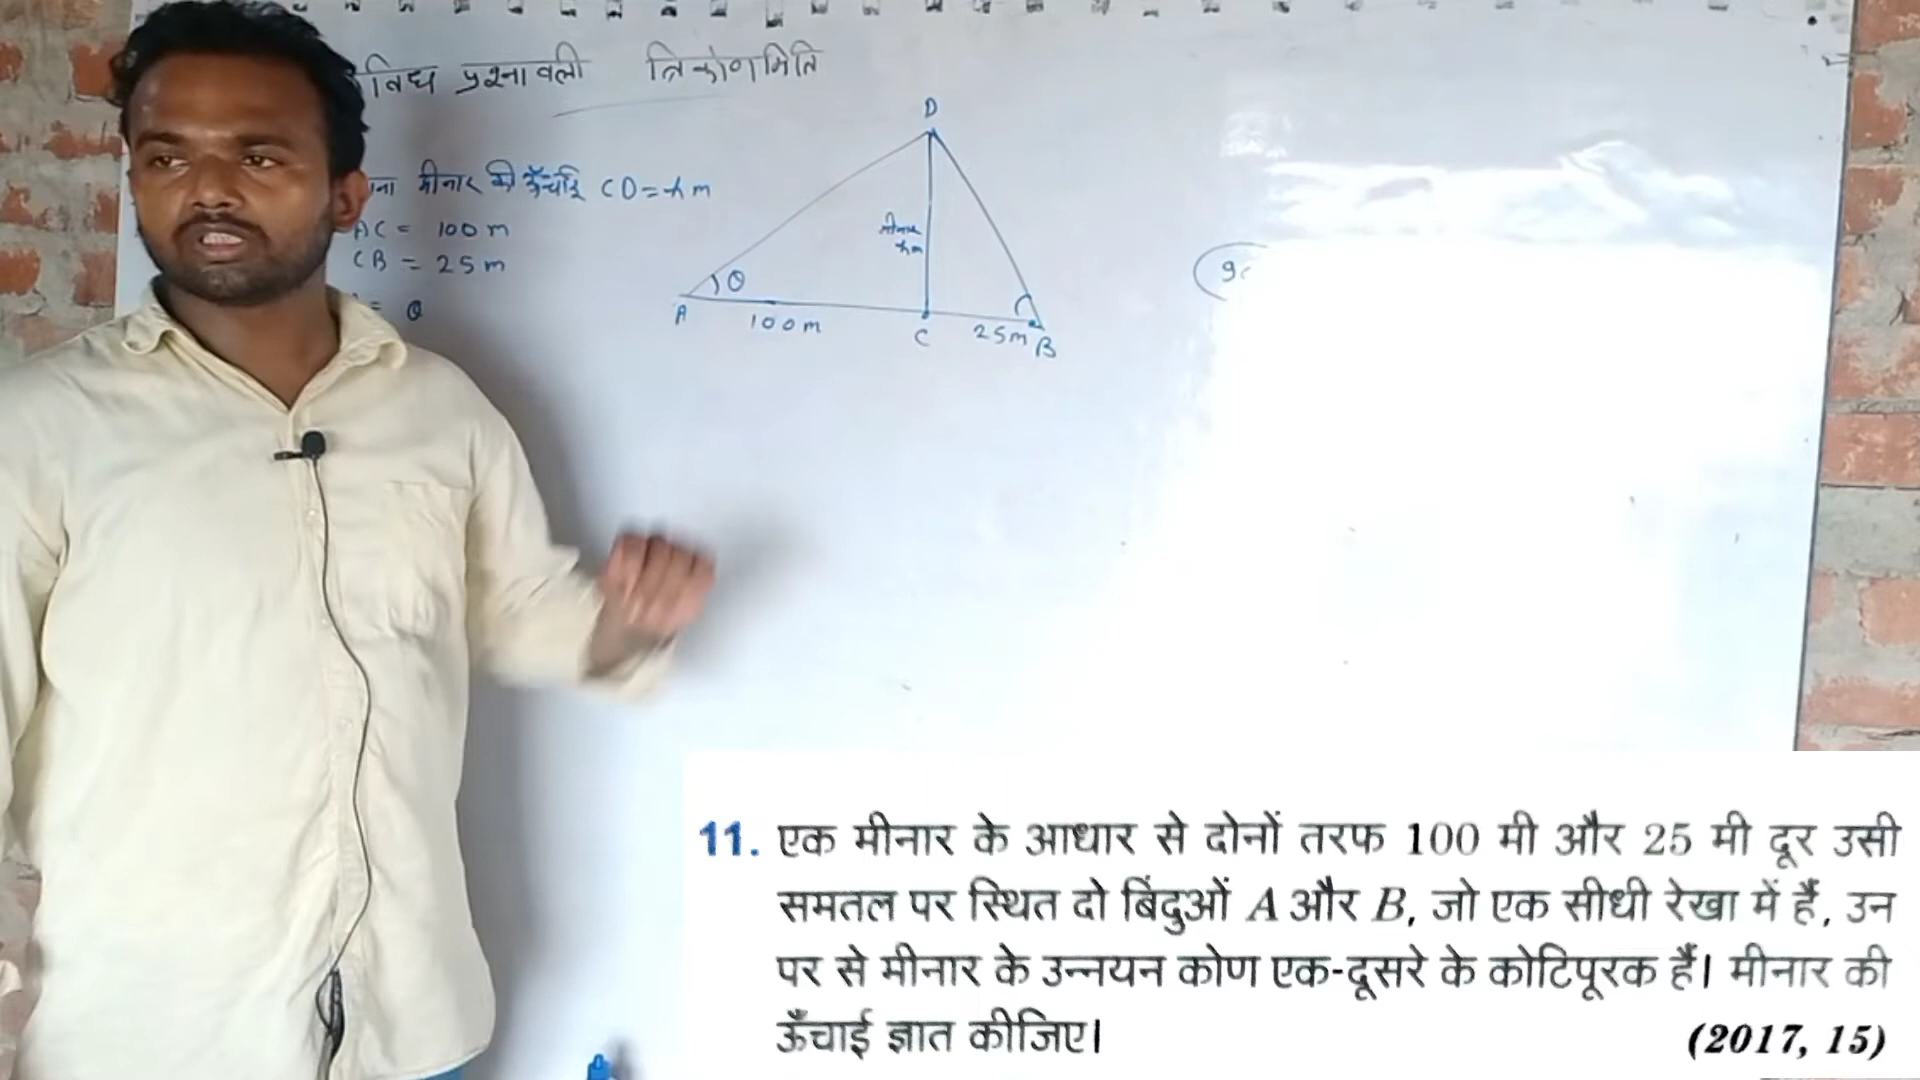 विध प्रश्नावली त्रिकोणमिति
मीनार की ऊँचाई CD = h m
AC = 100 m
CB = 25 m
= θ
D
मीनार
h m
θ
A
100 m
C
25 m
B
11. एक मीनार के आधार से दोनों तरफ 100 मी और 25 मी दूर उसी
समतल पर स्थित दो बिंदुओं A और B, जो एक सीधी रेखा में हैं, उन
पर से मीनार के उन्नयन कोण एक-दूसरे के कोटिपूरक हैं। मीनार की
ऊँचाई ज्ञात कीजिए। (2017, 15)